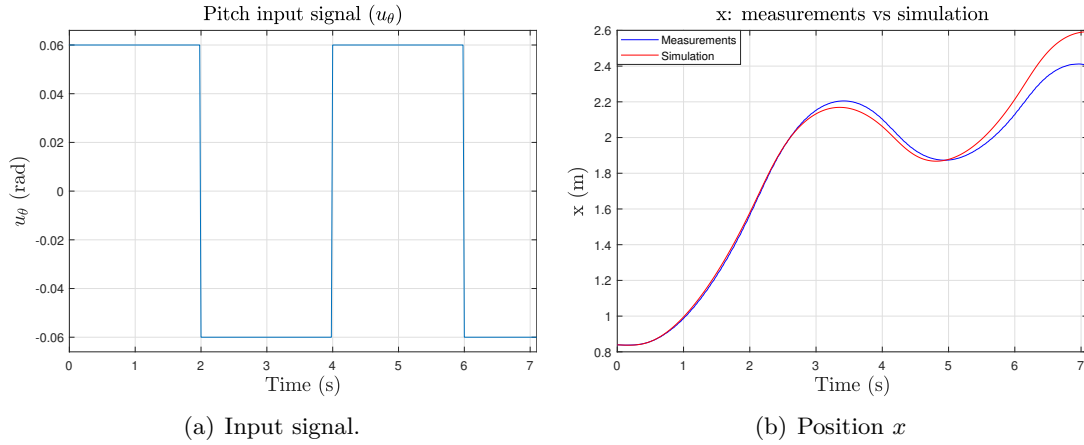 Pitch input signal (u_θ)
0.06
0.04
0.02
0
-0.02
-0.04
-0.06
u_θ (rad)
0 1 2 3 4 5 6 7
Time (s)
(a) Input signal.
x: measurements vs simulation
Measurements
Simulation
2.6
2.4
2.2
2
1.8
1.6
1.4
1.2
1
0.8
x (m)
0 1 2 3 4 5 6 7
Time (s)
(b) Position x